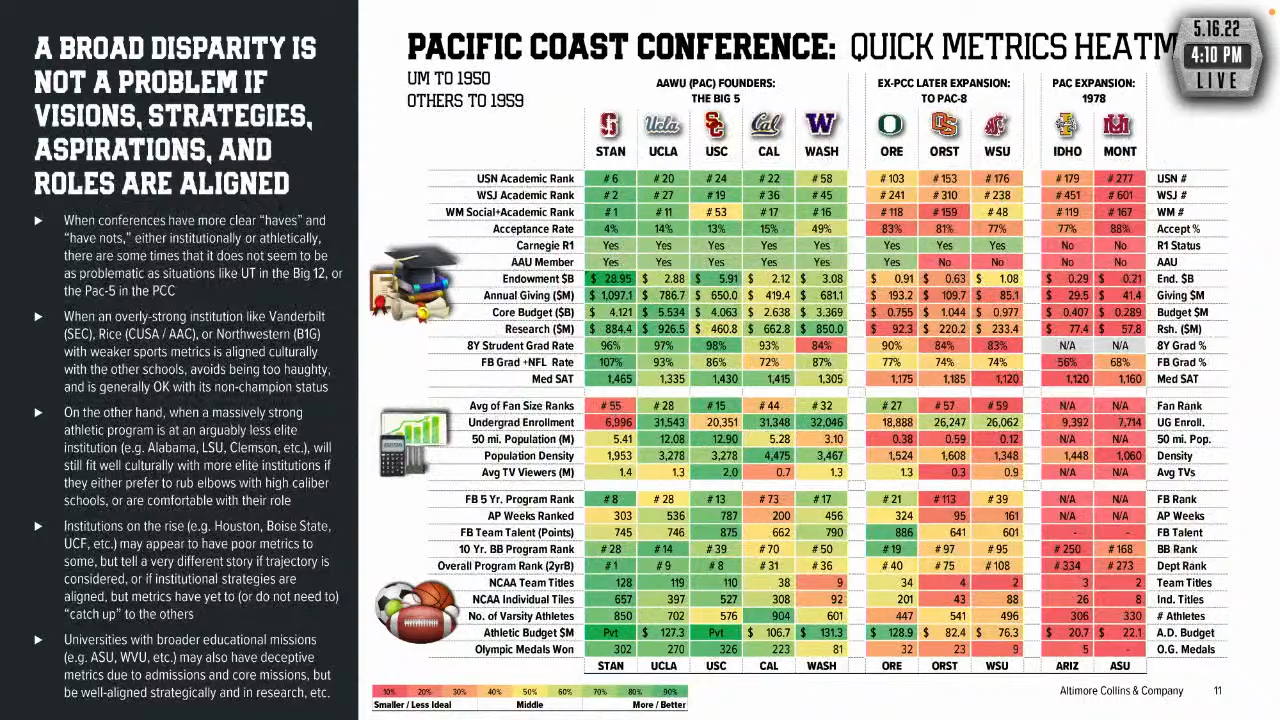 A BROAD DISPARITY IS
NOT A PROBLEM IF
VISIONS, STRATEGIES,
ASPIRATIONS, AND
ROLES ARE ALIGNED
▶ When conferences have more clear “haves” and
“have nots,” either institutionally or athletically,
there are some times that it does not seem to be
as problematic as situations like UT in the Big 12, or
the Pac-5 in the PCC
▶ When an overly-strong institution like Vanderbilt
(SEC), Rice (CUSA / AAC), or Northwestern (B1G)
with weaker sports metrics is aligned culturally
with the other schools, avoids being too haughty,
and is generally OK with its non-champion status
▶ On the other hand, when a massively strong
athletic program is at an arguably less elite
institution (e.g. Alabama, LSU, Clemson, etc.), will
still fit well culturally with more elite institutions if
they either prefer to rub elbows with high caliber
schools, or are comfortable with their role
▶ Institutions on the rise (e.g. Houston, Boise State,
UCF, etc.) may appear to have poor metrics to
some, but tell a very different story if trajectory is
considered, or if institutional strategies are
aligned, but metrics have yet to (or do not need to)
“catch up” to the others
▶ Universities with broader educational missions
(e.g. ASU, WVU, etc.) may also have deceptive
metrics due to admissions and core missions, but
be well-aligned strategically and in research, etc.
PACIFIC COAST CONFERENCE: QUICK METRICS HEATM
5.16.22
4:10 PM
LIVE
UM TO 1950
OTHERS TO 1959
AAWU (PAC) FOUNDERS:
THE BIG 5
EX-PCC LATER EXPANSION:
TO PAC-8
PAC EXPANSION:
1978
S Ucla SC Cal W O OS I M
STAN UCLA USC CAL WASH ORE ORST WSU IDHO MONT
USN Academic Rank # 6 # 20 # 24 # 22 # 58 # 103 # 153 # 176 # 179 # 277 USN #
WSJ Academic Rank # 2 # 27 # 19 # 36 # 45 # 241 # 310 # 238 # 451 # 601 WSJ #
WM Social+Academic Rank # 1 # 11 # 53 # 17 # 16 # 118 # 159 # 48 # 119 # 167 WM #
Acceptance Rate 4% 14% 13% 15% 49% 83% 81% 77% 77% 88% Accept %
Carnegie R1 Yes Yes Yes Yes Yes Yes Yes Yes No No R1 Status
AAU Member Yes Yes Yes Yes Yes Yes No No No No AAU
Endowment $B $ 28.95 $ 2.88 $ 5.91 $ 2.12 $ 3.08 $ 0.91 $ 0.63 $ 1.08 $ 0.29 $ 0.21 End. $B
Annual Giving ($M) $ 1,097.1 $ 786.7 $ 650.0 $ 419.4 $ 681.1 $ 193.2 $ 109.7 $ 85.1 $ 29.5 $ 41.4 Giving $M
Core Budget ($B) $ 4.121 $ 5.534 $ 4.063 $ 2.638 $ 3.369 $ 0.755 $ 1.044 $ 0.977 $ 0.407 $ 0.289 Budget $M
Research ($M) $ 884.4 $ 926.5 $ 460.8 $ 662.8 $ 850.0 $ 92.3 $ 220.2 $ 233.4 $ 77.4 $ 57.8 Rsh. ($M)
8Y Strudent Grad Rate 96% 97% 98% 93% 84% 90% 84% 83% N/A N/A 8Y Grad %
FB Grad +NFL Rate 107% 93% 86% 72% 87% 77% 74% 74% 56% 68% FB Grad %
Med SAT 1,465 1,335 1,430 1,415 1,305 1,175 1,185 1,120 1,120 1,160 Med SAT
Avg of Fan Size Ranks # 55 # 28 # 15 # 44 # 32 # 27 # 57 # 59 N/A N/A Fan Rank
Undergrad Enrollment 6,996 31,543 20,351 31,348 32,046 18,888 26,247 26,062 9,392 7,714 UG Enroll.
50 mi. Population (M) 5.41 12.08 12.90 5.28 3.10 0.38 0.59 0.12 N/A N/A 50 mi. Pop.
Population Density 1,953 3,278 3,278 4,475 3,467 1,524 1,608 1,348 1,448 1,060 Density
Avg TV Viewers (M) 1.4 1.3 2.0 0.7 1.3 1.3 0.3 0.9 N/A N/A Avg TVs
FB 5 Yr. Program Rank # 8 # 28 # 13 # 73 # 17 # 21 # 113 # 39 N/A N/A FB Rank
AP Weeks Ranked 303 536 787 200 456 324 95 161 N/A N/A AP Weeks
FB Team Talent (Points) 745 746 875 662 790 886 641 601 - - FB Talent
10 Yr. BB Program Rank # 28 # 14 # 39 # 70 # 50 # 19 # 97 # 95 # 250 # 168 BB Rank
Overall Program Rank (2yrB) # 1 # 9 # 8 # 31 # 36 # 40 # 75 # 108 # 334 # 273 Dept Rank
NCAA Team Titles 128 119 110 38 9 34 4 2 3 2 Team Titles
NCAA Individual Titles 657 397 527 308 92 201 43 88 26 8 Ind. Titles
No. of Varsity Athletes 850 702 576 904 601 447 541 496 306 330 # Athletes
Athletic Budget $M Pvt $ 127.3 Pvt $ 106.7 $ 131.3 $ 128.9 $ 82.4 $ 76.3 $ 20.7 $ 22.1 A.D. Budget
Olympic Medals Won 302 270 326 223 81 32 23 9 5 - O.G. Medals
STAN UCLA USC CAL WASH ORE ORST WSU ARIZ ASU
10% 20% 30% 40% 50% 60% 70% 80% 90%
Smaller / Less Ideal Middle More / Better
Altimore Collins & Company 11